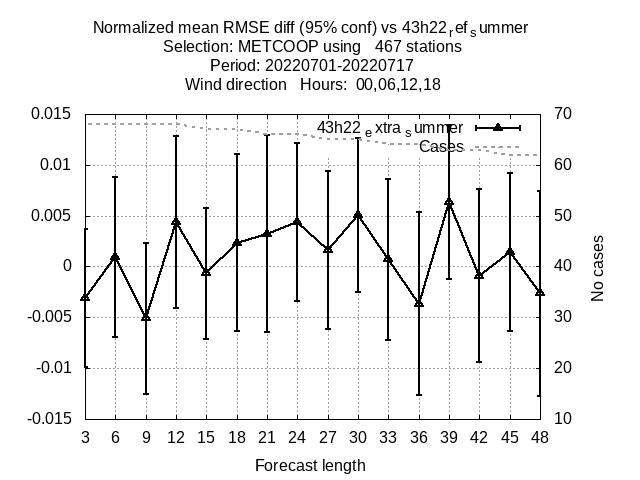 Normalized mean RMSE diff (95% conf) vs 43h22refsummer
Selection: METCOOP using   467 stations
Period: 20220701-20220717
Wind direction   Hours:  00,06,12,18
0.015
0.01
0.005
0
-0.005
-0.01
-0.015
70
60
50
40
30
20
10
43h22extrasummer
Cases
No cases
3 6 9 12 15 18 21 24 27 30 33 36 39 42 45 48
Forecast length